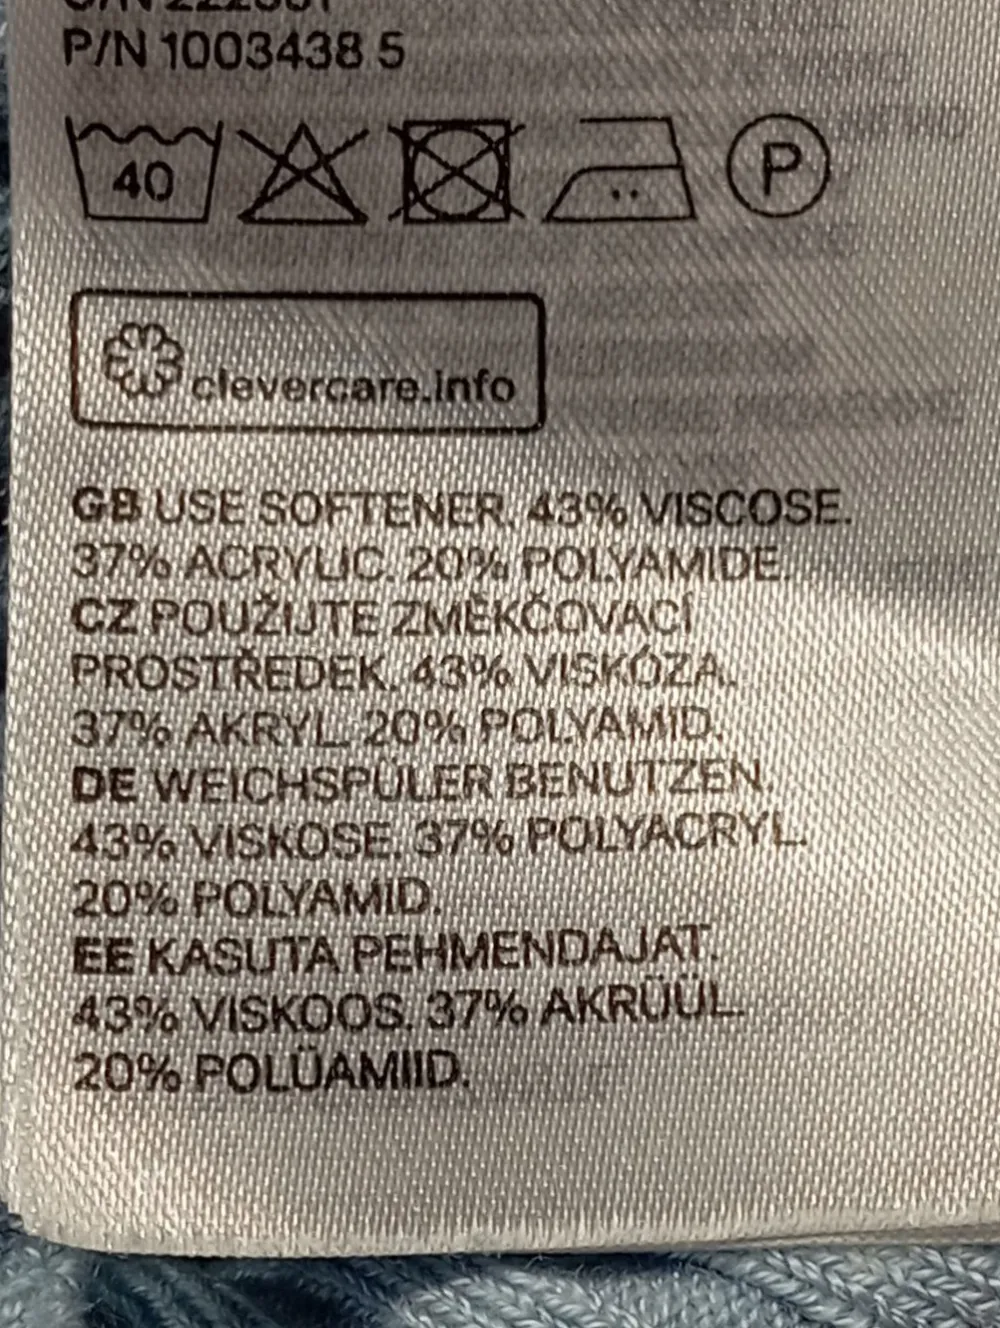 P/N 1003438 5
40
P
clevercare.info
GB USE SOFTENER. 43% VISCOSE.
37% ACRYLIC. 20% POLYAMIDE.
CZ POUŽIJTE ZMĚKČOVACÍ
PROSTŘEDEK. 43% VISKÓZA.
37% AKRYL. 20% POLYAMID.
DE WEICHSPÜLER BENUTZEN.
43% VISKOSE. 37% POLYACRYL.
20% POLYAMID.
EE KASUTA PEHMENDAJAT.
43% VISKOOS. 37% AKRÜÜL.
20% POLÜAMIID.